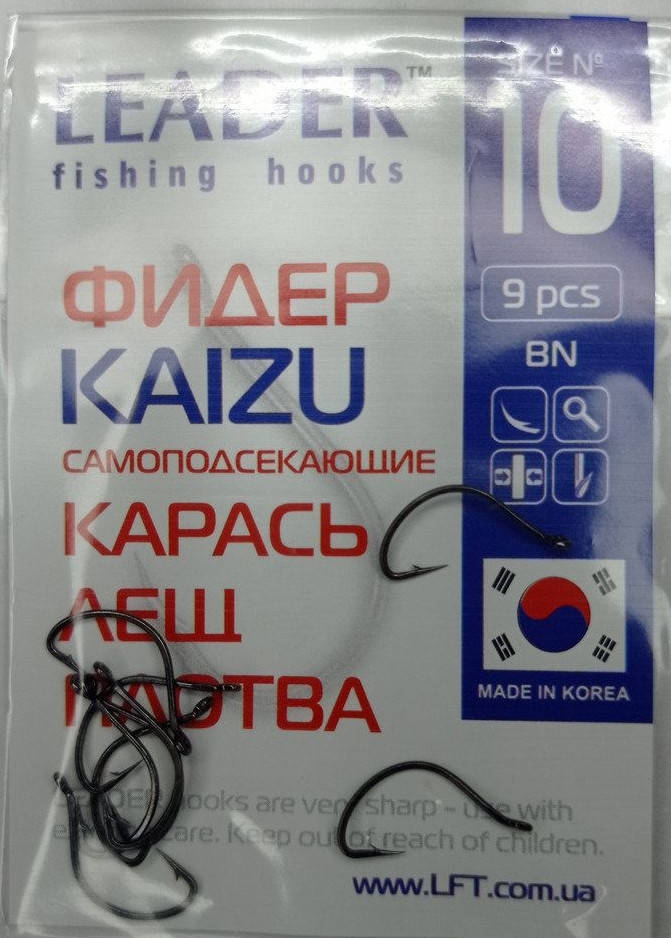 LEADER™
fishing hooks
SIZE №
10
9 pcs
BN
ФИДЕР
KAIZU
САМОПОДСЕКАЮЩИЕ
КАРАСЬ
ЛЕЩ
ПЛОТВА
MADE IN KOREA
LEADER hooks are very sharp - use with
care. Keep out of reach of children.
www.LFT.com.ua